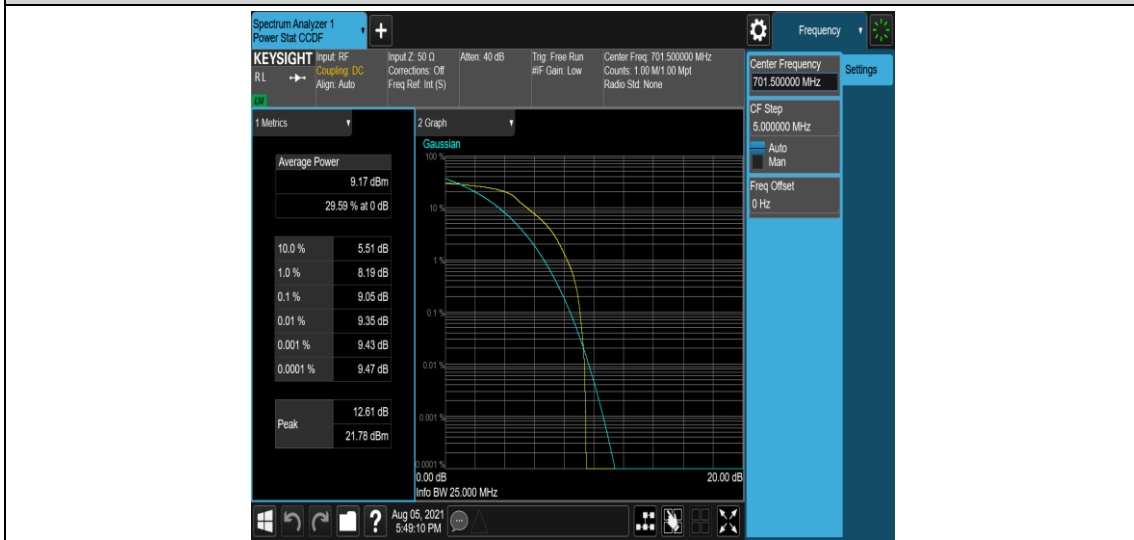 Spectrum Analyzer 1
Power Stat CCDF
+
Frequency
KEYSIGHT
RL
LXI
Input: RF
Coupling: DC
Align: Auto
Input Z: 50 Ω
Corrections: Off
Freq Ref: Int (S)
Atten: 40 dB
Trig: Free Run
#IF Gain: Low
Center Freq: 701.500000 MHz
Counts: 1.00 M/1.00 Mpt
Radio Std: None
Center Frequency
701.500000 MHz
Settings
CF Step
5.000000 MHz
Auto
Man
Freq Offset
0 Hz
1 Metrics
Average Power
9.17 dBm
29.59 % at 0 dB
10.0 % 5.51 dB
1.0 % 8.19 dB
0.1 % 9.05 dB
0.01 % 9.35 dB
0.001 % 9.43 dB
0.0001 % 9.47 dB
Peak
12.61 dB
21.78 dBm
2 Graph
Gaussian
100 %
10 %
1 %
0.1 %
0.01 %
0.001 %
0.0001 %
0.00 dB 20.00 dB
Info BW 25.000 MHz
?
Aug 05, 2021
5:49:10 PM